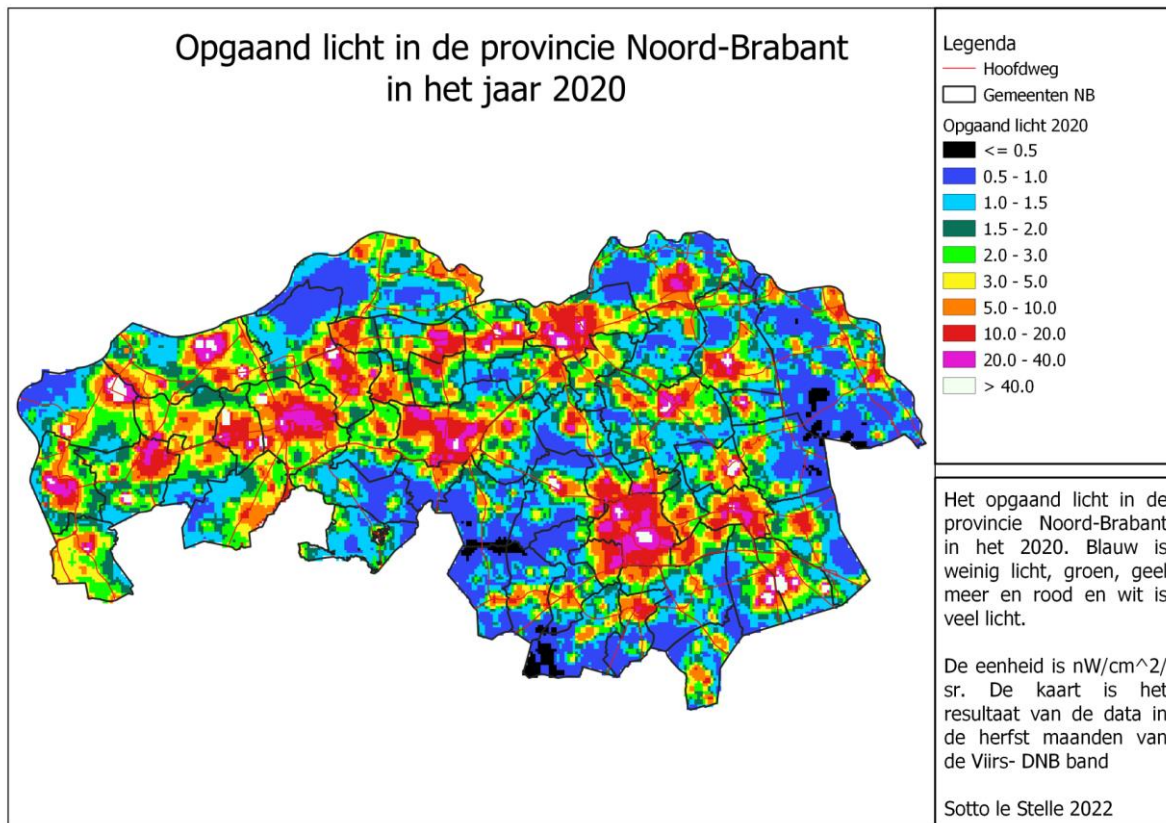 Opgaand licht in de provincie Noord-Brabant
in het jaar 2020
Legenda
Hoofdweg
Gemeenten NB
Opgaand licht 2020
<= 0.5
0.5 - 1.0
1.0 - 1.5
1.5 - 2.0
2.0 - 3.0
3.0 - 5.0
5.0 - 10.0
10.0 - 20.0
20.0 - 40.0
> 40.0
Het opgaand licht in de
provincie Noord-Brabant
in het 2020. Blauw is
weinig licht, groen, geel
meer en rood en wit is
veel licht.
De eenheid is nW/cm^2/
sr. De kaart is het
resultaat van de data in
de herfst maanden van
de Viirs- DNB band
Sotto le Stelle 2022